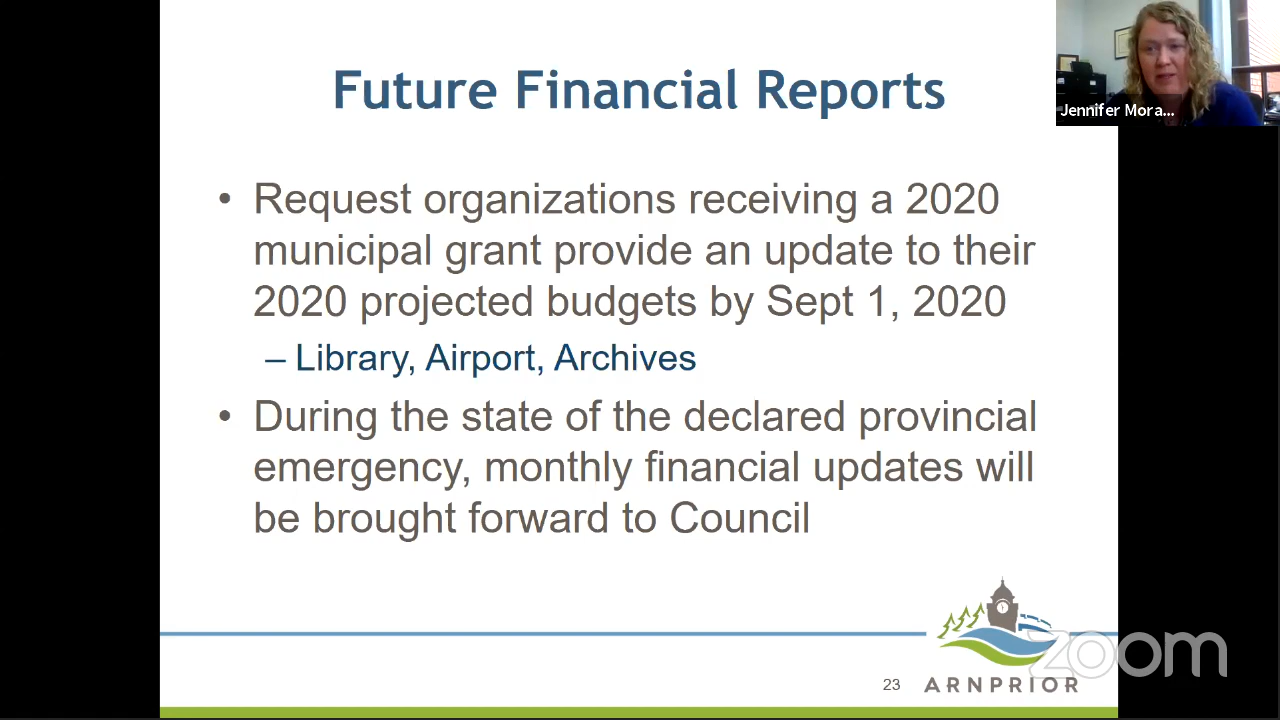 Future Financial Reports
Jennifer Mora...
• Request organizations receiving a 2020
municipal grant provide an update to their
2020 projected budgets by Sept 1, 2020
– Library, Airport, Archives
• During the state of the declared provincial
emergency, monthly financial updates will
be brought forward to Council
zoom
23
ARNPRIOR